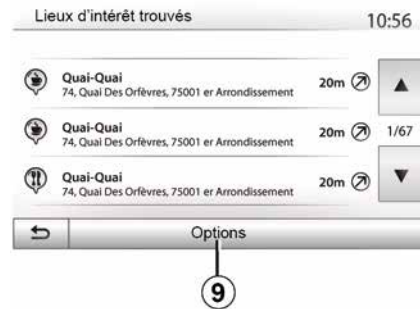 Lieux d'intérêt trouvés 10:56
Quai-Quai
74, Quai Des Orfèvres, 75001 er Arrondissement
20m
Quai-Quai
74, Quai Des Orfèvres, 75001 er Arrondissement
20m
1/67
Quai-Quai
74, Quai Des Orfèvres, 75001 er Arrondissement
20m
Options
9